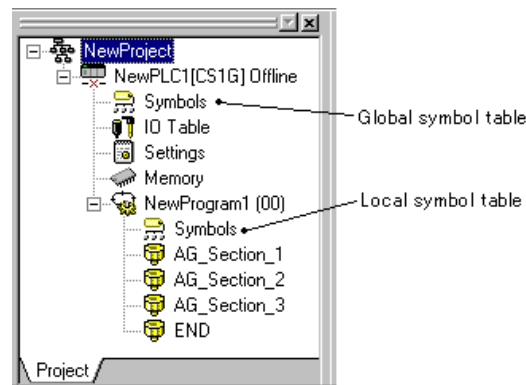 NewProject
NewPLC1[CS1G] Offline
Symbols
Global symbol table
IO Table
Settings
Memory
NewProgram1 (00)
Local symbol table
Symbols
AG_Section_1
AG_Section_2
AG_Section_3
END
Project